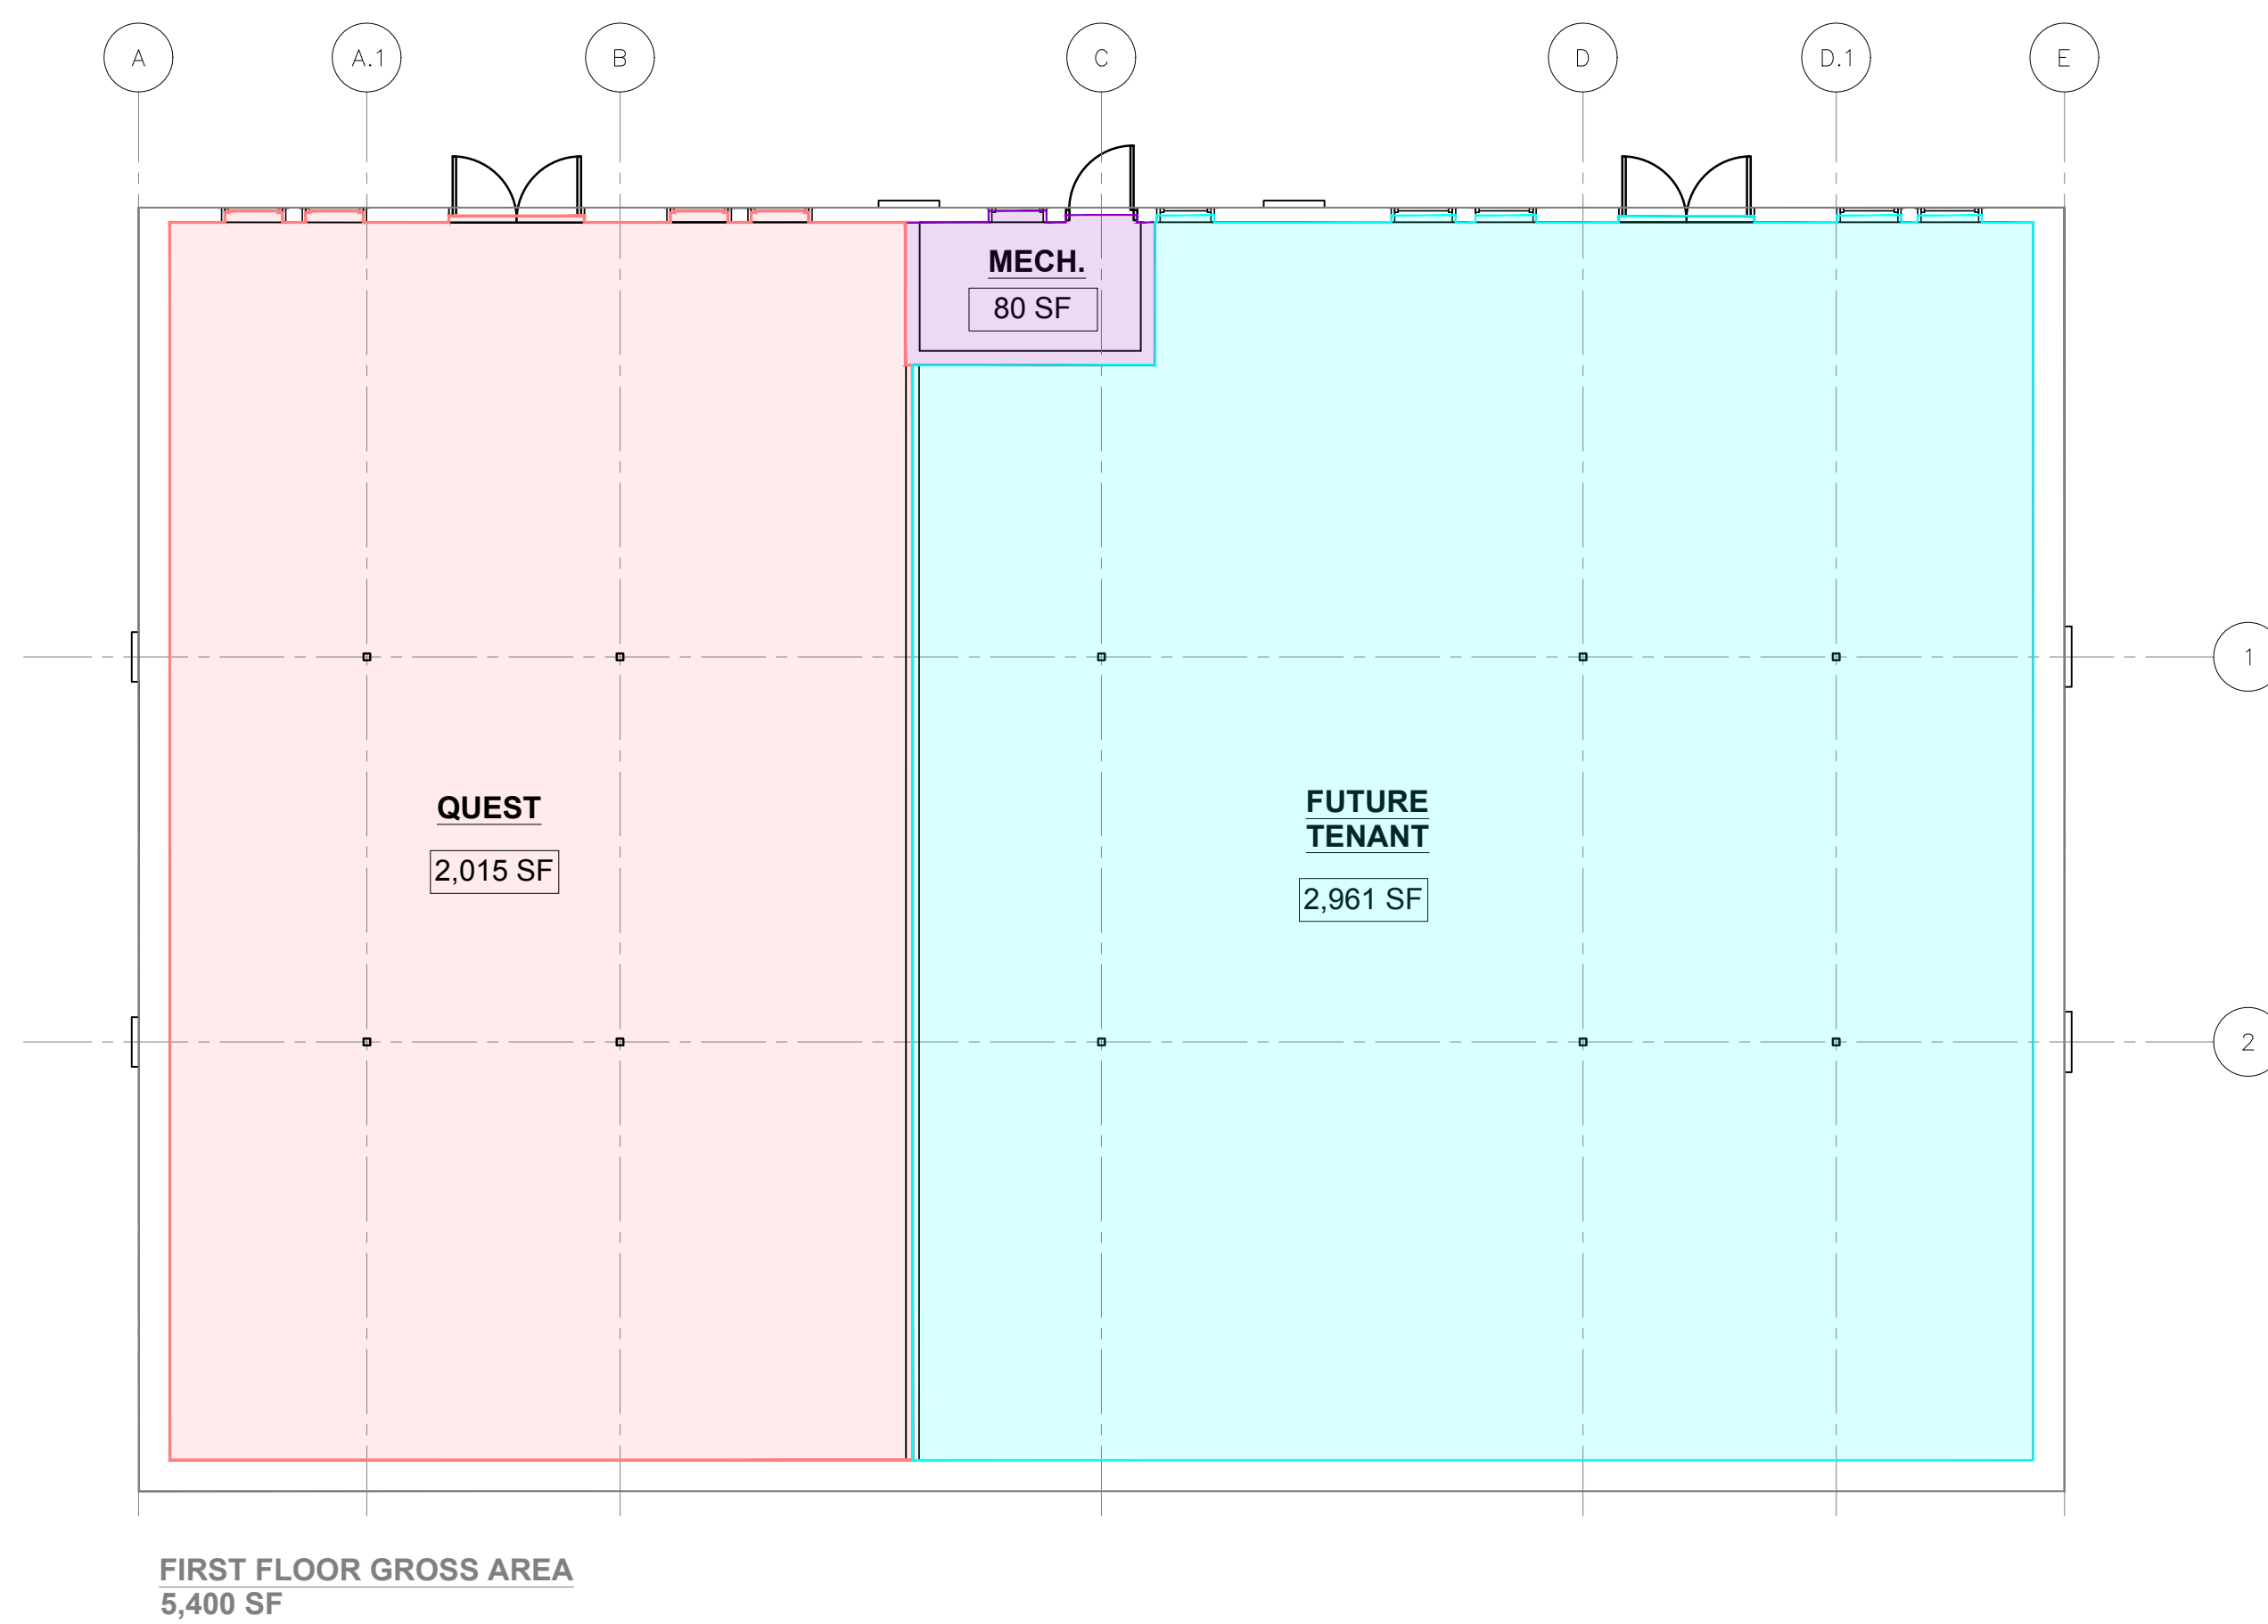 A
A.1
B
C
D
D.1
E
MECH.
80 SF
1
QUEST
2,015 SF
FUTURE
TENANT
2,961 SF
2
FIRST FLOOR GROSS AREA
5,400 SF